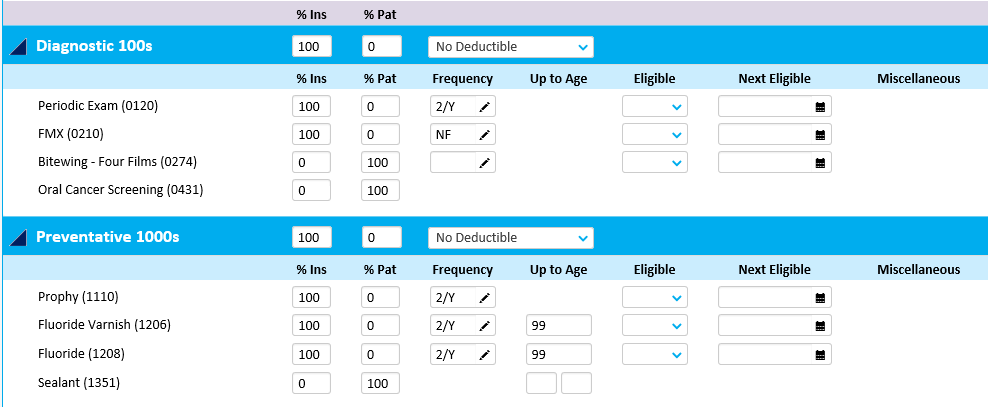 % Ins % Pat
Diagnostic 100s 100 0 No Deductible
% Ins % Pat Frequency Up to Age Eligible Next Eligible Miscellaneous
Periodic Exam (0120) 100 0 2/Y
FMX (0210) 100 0 NF
Bitewing - Four Films (0274) 0 100
Oral Cancer Screening (0431) 0 100
Preventative 1000s 100 0 No Deductible
% Ins % Pat Frequency Up to Age Eligible Next Eligible Miscellaneous
Prophy (1110) 100 0 2/Y
Fluoride Varnish (1206) 100 0 2/Y 99
Fluoride (1208) 100 0 2/Y 99
Sealant (1351) 0 100